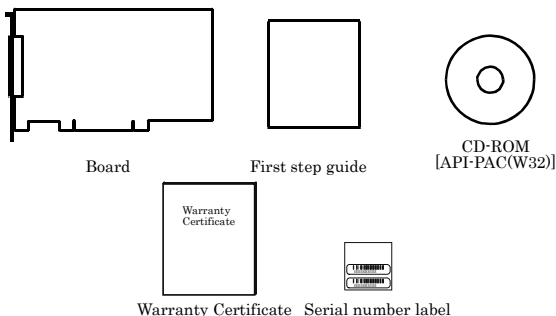 Board
First step guide
CD-ROM
[API-PAC(W32)]
Warranty
Certificate
Warranty Certificate
Serial number label